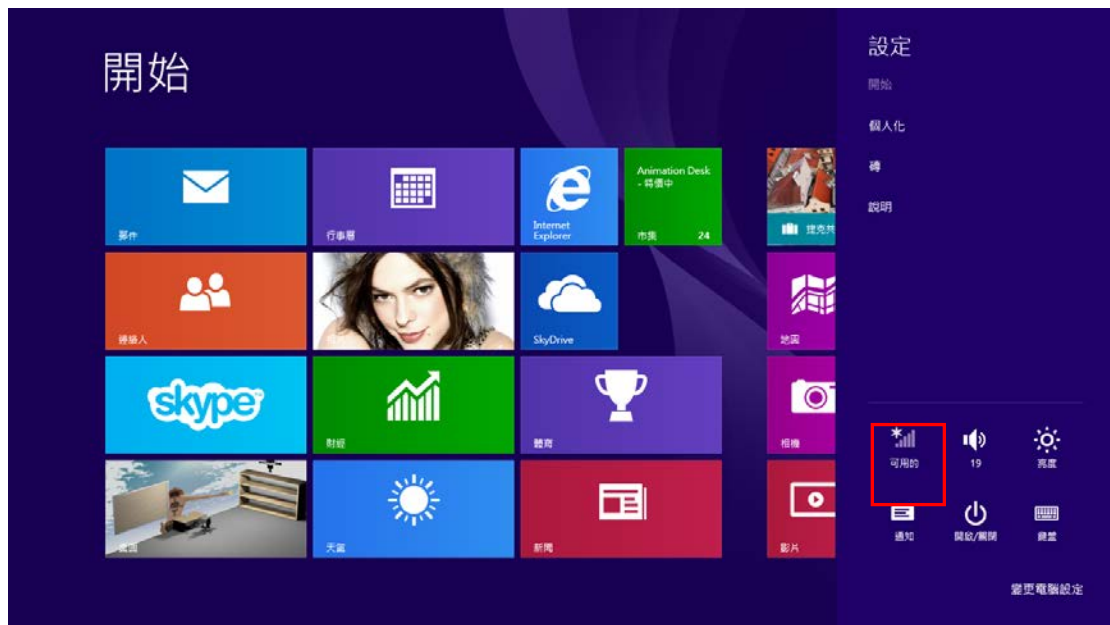 開始
郵件
行事曆
Internet
Explorer
Animation Desk
- 特價中
市集
24
連絡人
SkyDrive
地圖
skype
財經
體育
相機
天氣
新聞
影片
設定
開始
個人化
磚
說明
可用的
19
亮度
通知
開啟/關閉
鍵盤
變更電腦設定